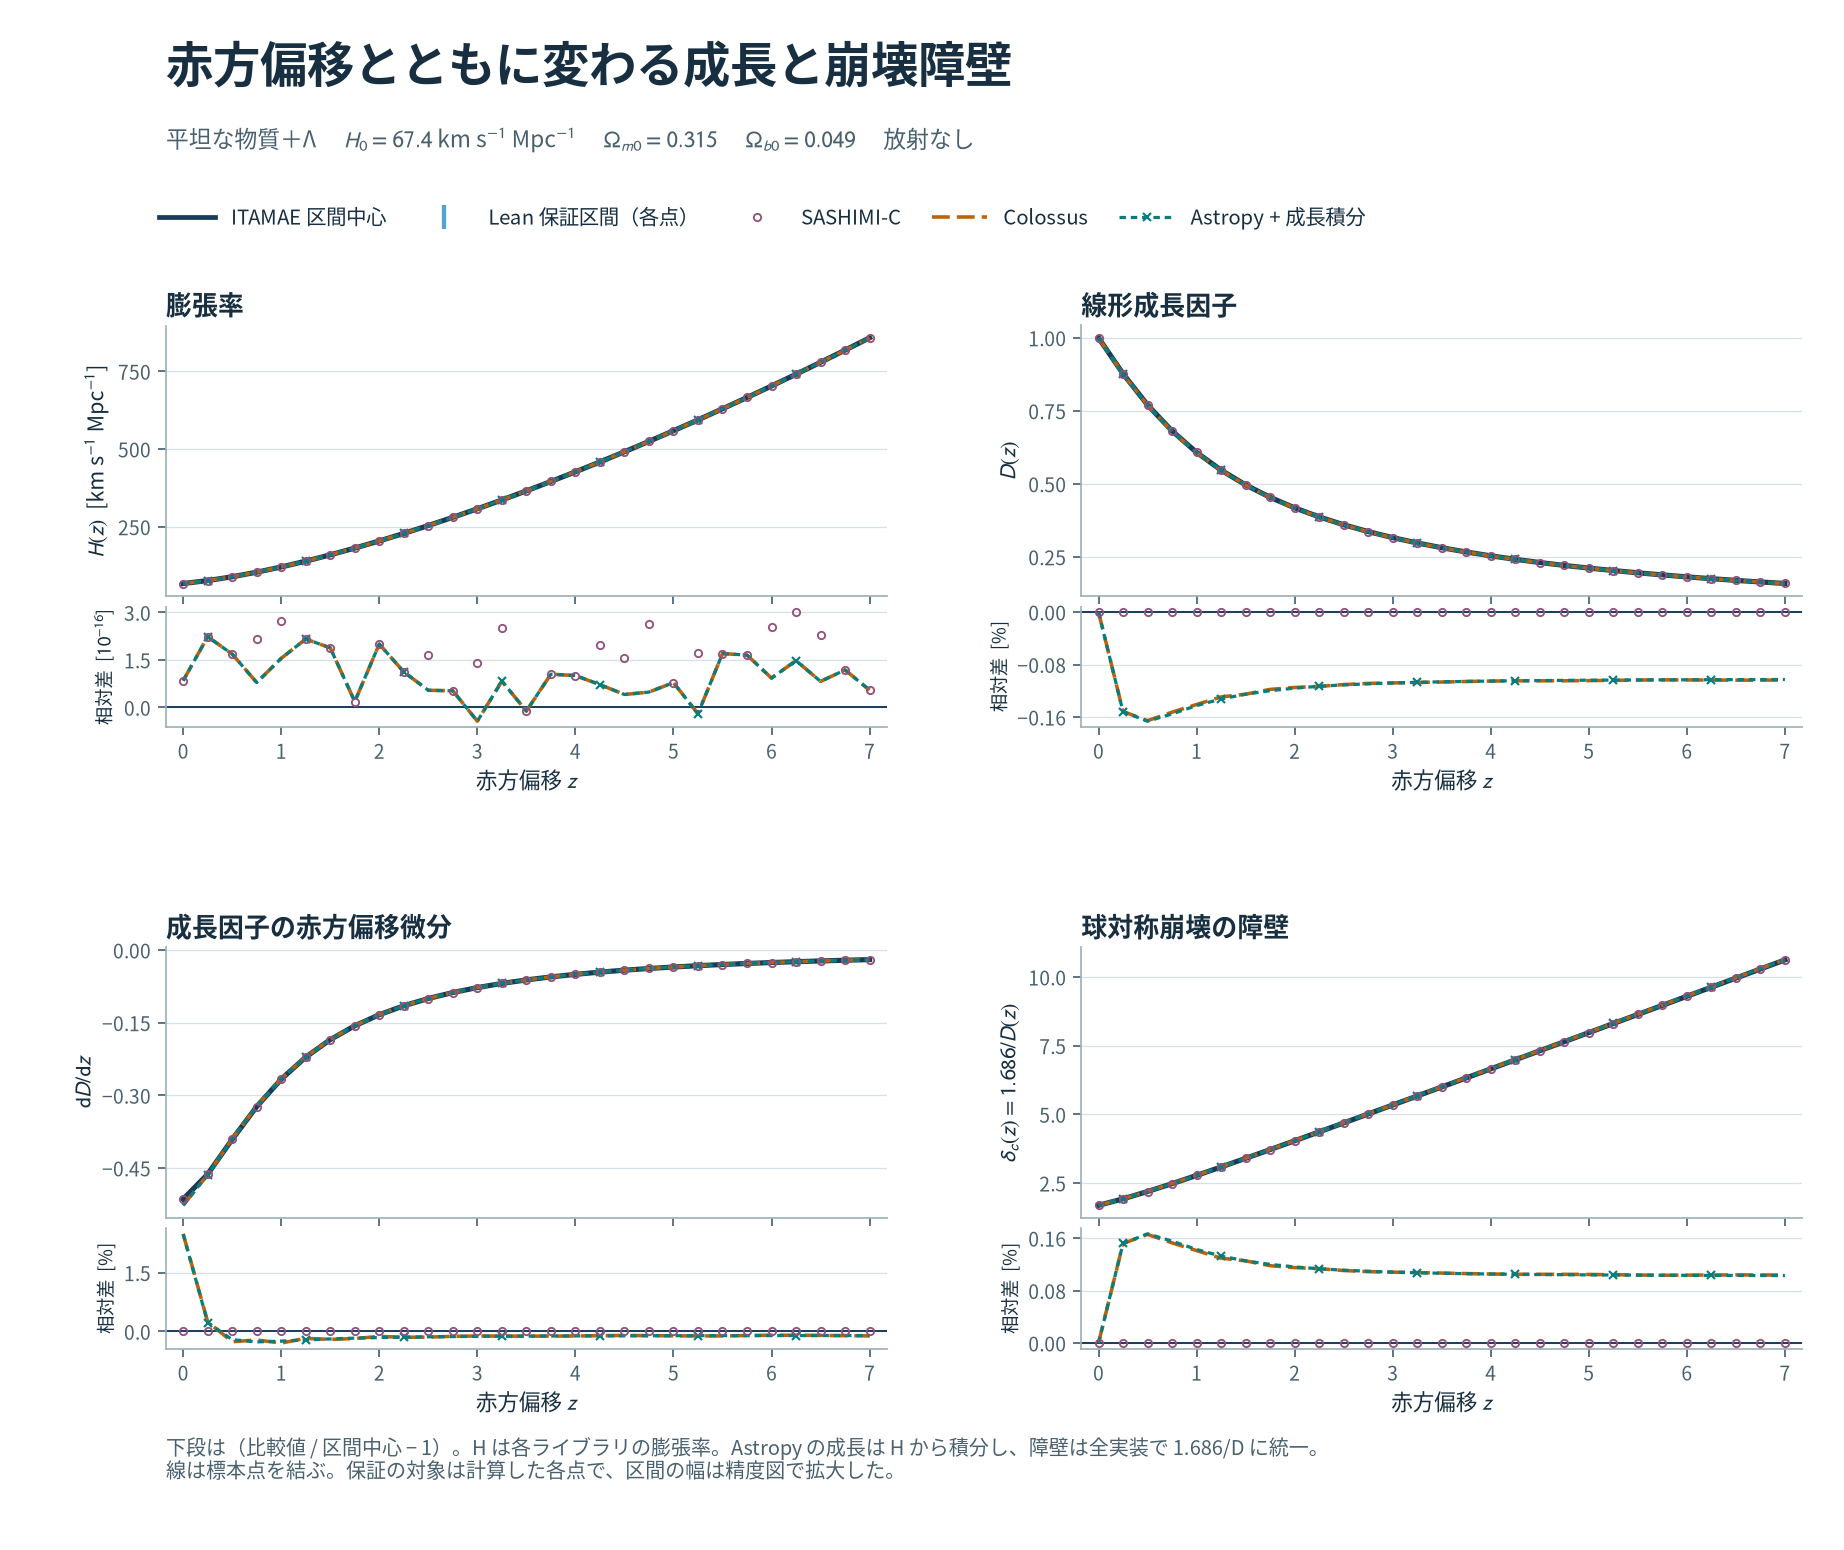 赤方偏移とともに変わる成長と崩壊障壁
平坦な物質＋Λ H₀ = 67.4 km s⁻¹ Mpc⁻¹ Ωₘ₀ = 0.315 Ω_b0 = 0.049 放射なし
ITAMAE 区間中心 Lean 保証区間（各点） SASHIMI-C Colossus Astropy + 成長積分
膨張率
H(z) [km s⁻¹ Mpc⁻¹]
750
500
250
相対差 [10⁻¹⁶]
3.0
1.5
0.0
0 1 2 3 4 5 6 7
赤方偏移 z
線形成長因子
D(z)
1.00
0.75
0.50
0.25
相対差 [%]
0.00
−0.08
−0.16
0 1 2 3 4 5 6 7
赤方偏移 z
成長因子の赤方偏移微分
dD/dz
0.00
−0.15
−0.30
−0.45
相対差 [%]
1.5
0.0
0 1 2 3 4 5 6 7
赤方偏移 z
球対称崩壊の障壁
δ_c(z) = 1.686/D(z)
10.0
7.5
5.0
2.5
相対差 [%]
0.16
0.08
0.00
0 1 2 3 4 5 6 7
赤方偏移 z
下段は（比較値 / 区間中心 − 1）。H は各ライブラリの膨張率。Astropy の成長は H から積分し、障壁は全実装で 1.686/D に統一。
線は標本点を結ぶ。保証の対象は計算した各点で、区間の幅は精度図で拡大した。